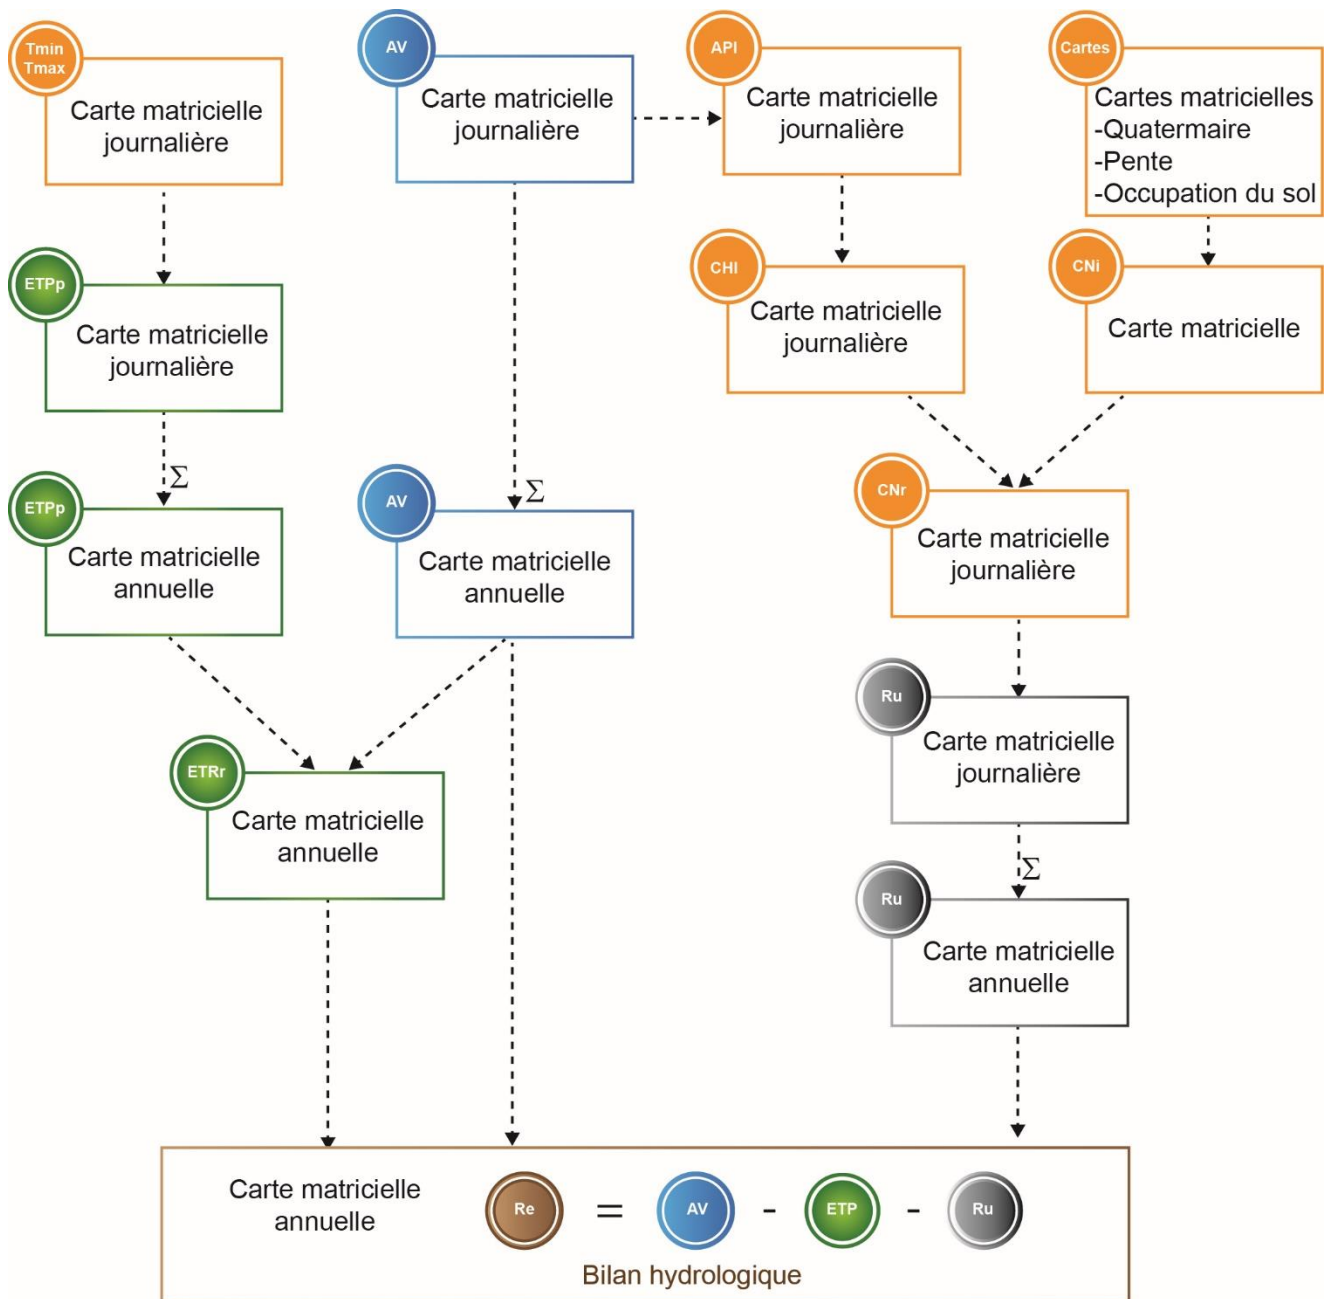 Tmin
Tmax
Carte matricielle
journalière
AV
Carte matricielle
journalière
API
Carte matricielle
journalière
Cartes
Cartes matricielles
-Quatermaire
-Pente
-Occupation du sol
ETPp
Carte matricielle
journalière
CHI
Carte matricielle
journalière
CNi
Carte matricielle
Σ
ETPp
Carte matricielle
annuelle
Σ
AV
Carte matricielle
annuelle
CNr
Carte matricielle
journalière
Ru
Carte matricielle
journalière
ETRr
Carte matricielle
annuelle
Σ
Ru
Carte matricielle
annuelle
Carte matricielle
annuelle
Re = AV - ETP - Ru
Bilan hydrologique